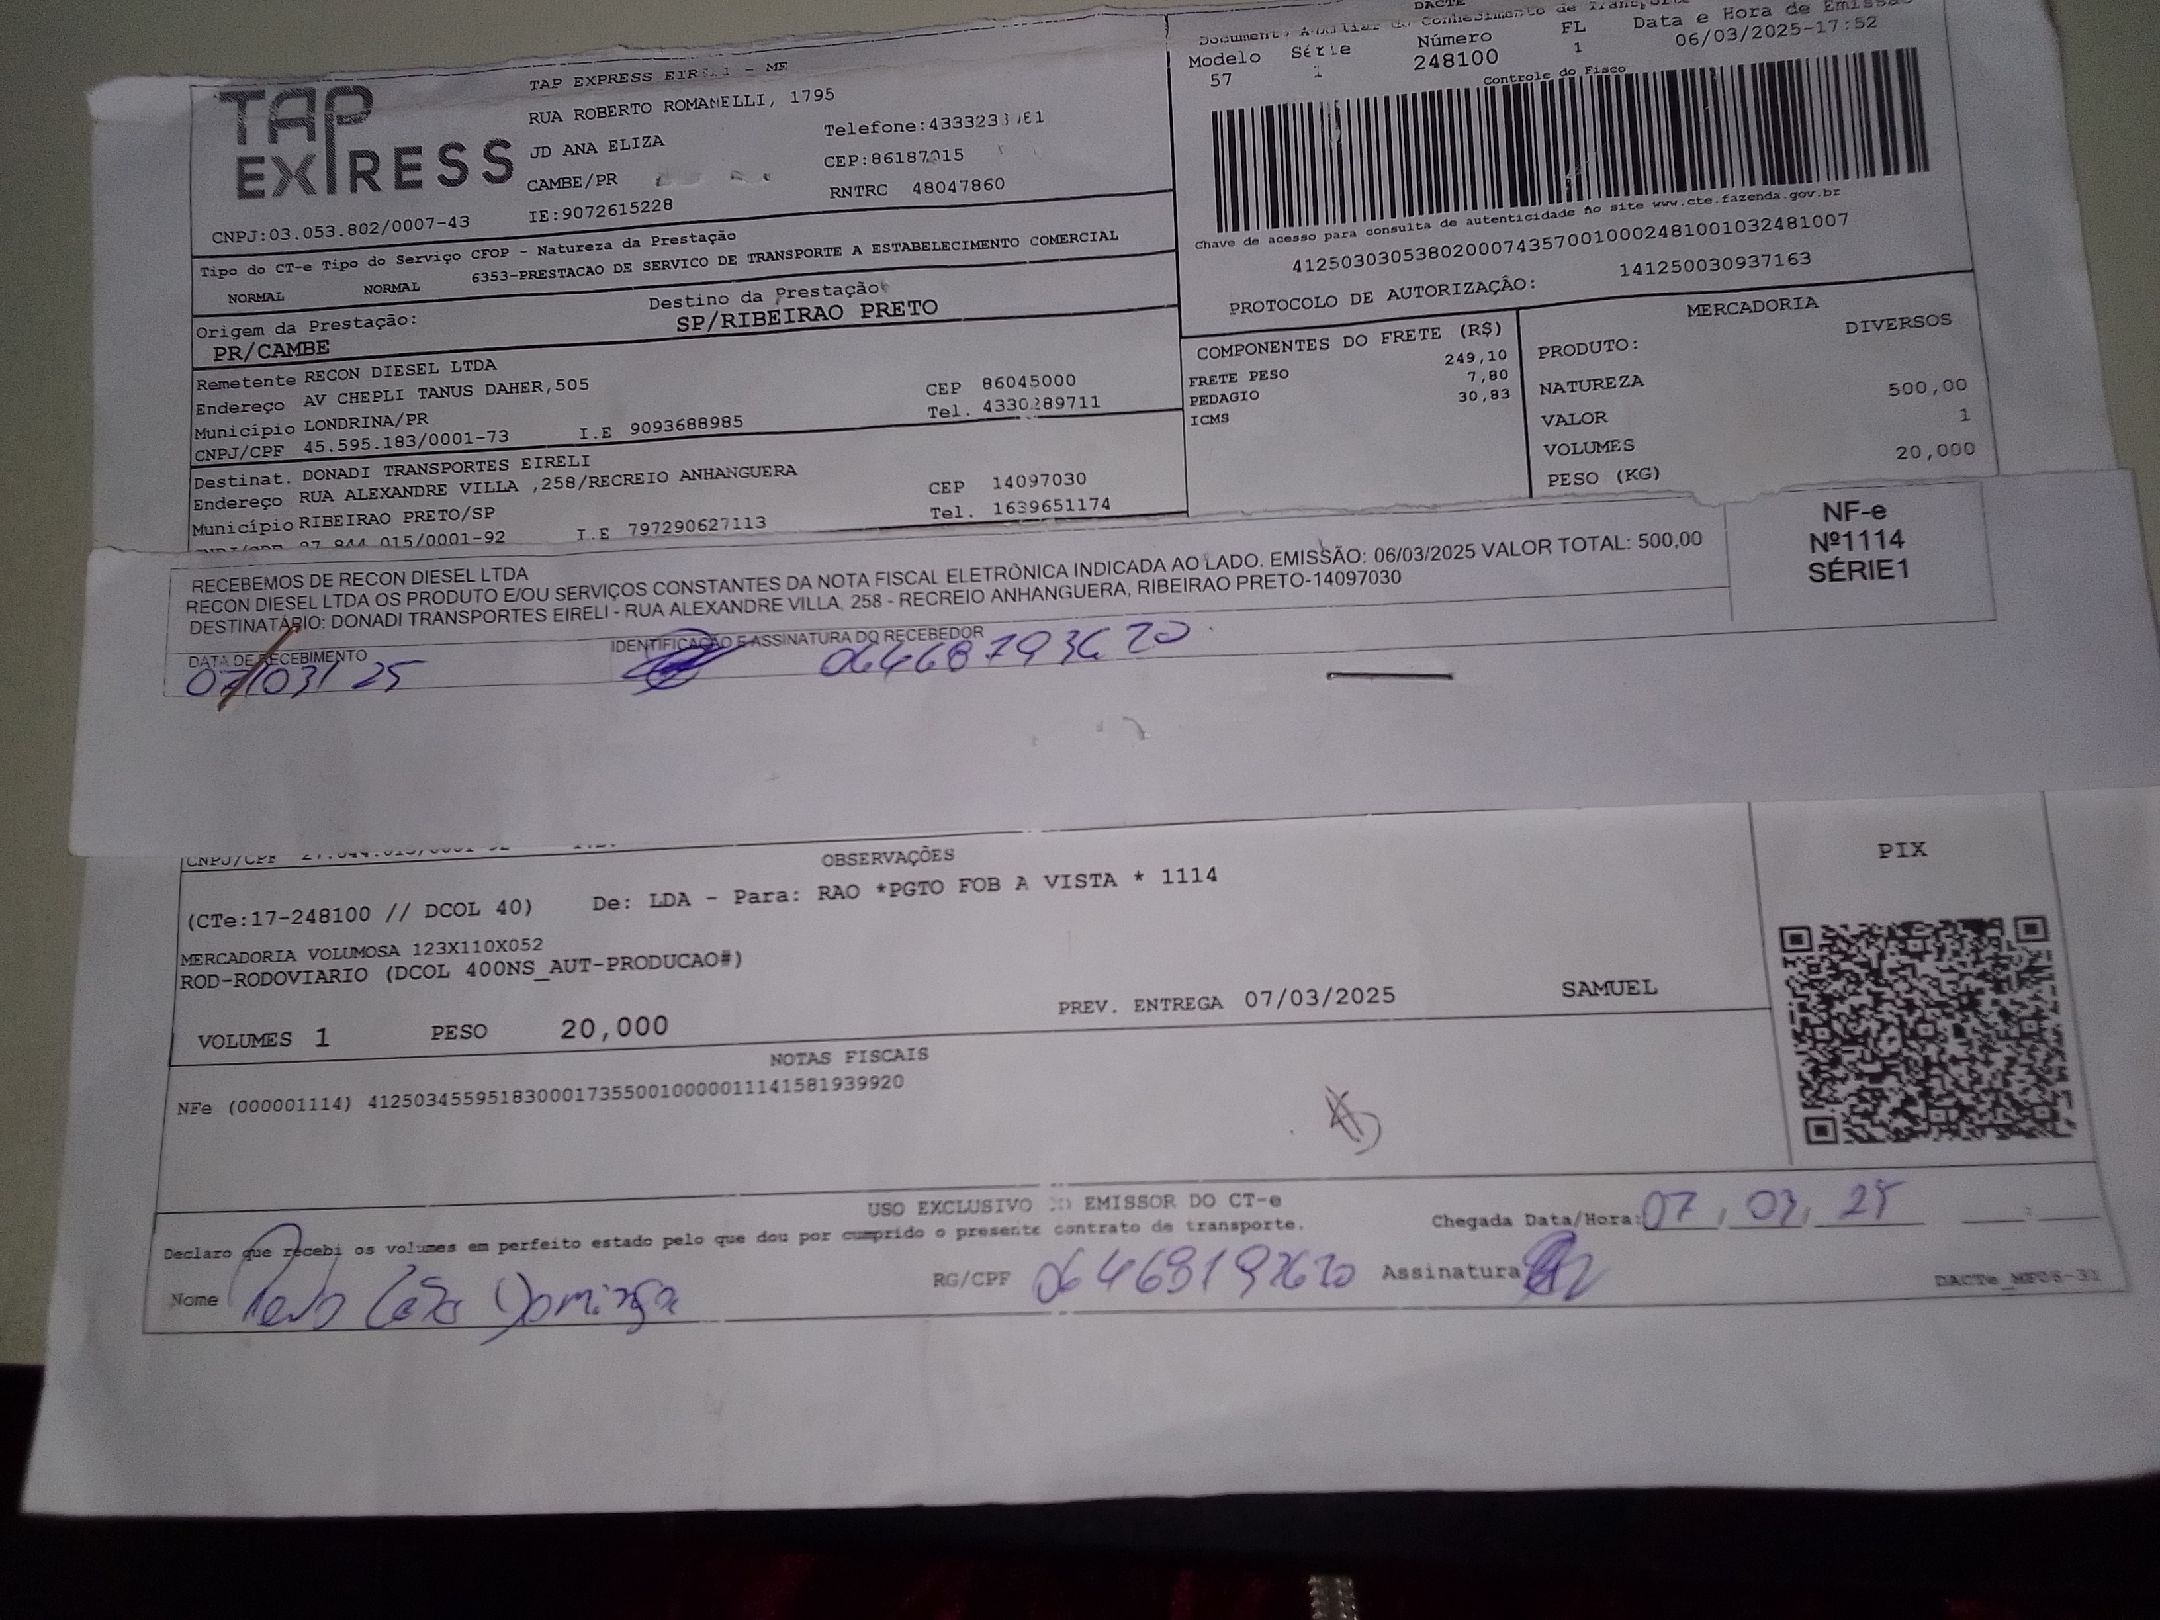 DACTE
TAP EXPRESS
TAP EXPRESS EIRELI - ME
RUA ROBERTO ROMANELLI, 1795
JD ANA ELIZA
CAMBE/PR
IE:9072615228
CEP:86187015
RNTRC 48047860
CNPJ:03.053.802/0007-43
Modelo Série Número FL Data e Hora de Emissão
57 1 248100 1 06/03/2025-17:52
Controle do Fisco
Chave de acesso para consulta de autenticidade no site www.cte.fazenda.gov.br
41250303053802000743570010002481001032481007
PROTOCOLO DE AUTORIZAÇÃO: 141250030937163
Tipo do CT-e Tipo do Serviço CFOP - Natureza da Prestação
NORMAL NORMAL 6353-PRESTACAO DE SERVICO DE TRANSPORTE A ESTABELECIMENTO COMERCIAL
Origem da Prestação: Destino da Prestação
PR/CAMBE SP/RIBEIRAO PRETO
Remetente RECON DIESEL LTDA
Endereço AV CHEPLI TANUS DAHER,505 CEP 86045000
Município LONDRINA/PR Tel. 4330289711
CNPJ/CPF 45.595.183/0001-73 I.E 9093688985
Destinat. DONADI TRANSPORTES EIRELI
Endereço RUA ALEXANDRE VILLA ,258/RECREIO ANHANGUERA CEP 14097030
Município RIBEIRAO PRETO/SP Tel. 1639651174
CNPJ/CPF 27.844.015/0001-92 I.E 797290627113
COMPONENTES DO FRETE (R$)
FRETE PESO 249,10
PEDAGIO 7,80
ICMS 30,83
MERCADORIA
PRODUTO: DIVERSOS
NATUREZA
VALOR 500,00
VOLUMES 1
PESO (KG) 20,000
RECEBEMOS DE RECON DIESEL LTDA
RECON DIESEL LTDA OS PRODUTO E/OU SERVIÇOS CONSTANTES DA NOTA FISCAL ELETRÔNICA INDICADA AO LADO. EMISSÃO: 06/03/2025 VALOR TOTAL: 500,00
DESTINATÁRIO: DONADI TRANSPORTES EIRELI - RUA ALEXANDRE VILLA, 258 - RECREIO ANHANGUERA, RIBEIRAO PRETO-14097030
NF-e
Nº1114
SÉRIE1
DATA DE RECEBIMENTO IDENTIFICAÇÃO E ASSINATURA DO RECEBEDOR
07/03/25
CNPJ/CPF
OBSERVAÇÕES
(CTe:17-248100 // DCOL 40) De: LDA - Para: RAO *PGTO FOB A VISTA * 1114
MERCADORIA VOLUMOSA 123X110X052
ROD-RODOVIARIO (DCOL 400NS_AUT-PRODUCAO#)
PREV. ENTREGA 07/03/2025 SAMUEL
VOLUMES 1 PESO 20,000
PIX
NOTAS FISCAIS
NFe (000001114) 41250345595183000173550010000011141581939920
USO EXCLUSIVO DO EMISSOR DO CT-e
Declaro que recebi os volumes em perfeito estado pelo que dou por cumprido o presente contrato de transporte.
Chegada Data/Hora: 07, 03, 25
Nome
RG/CPF
Assinatura
DACTe_MF06-31